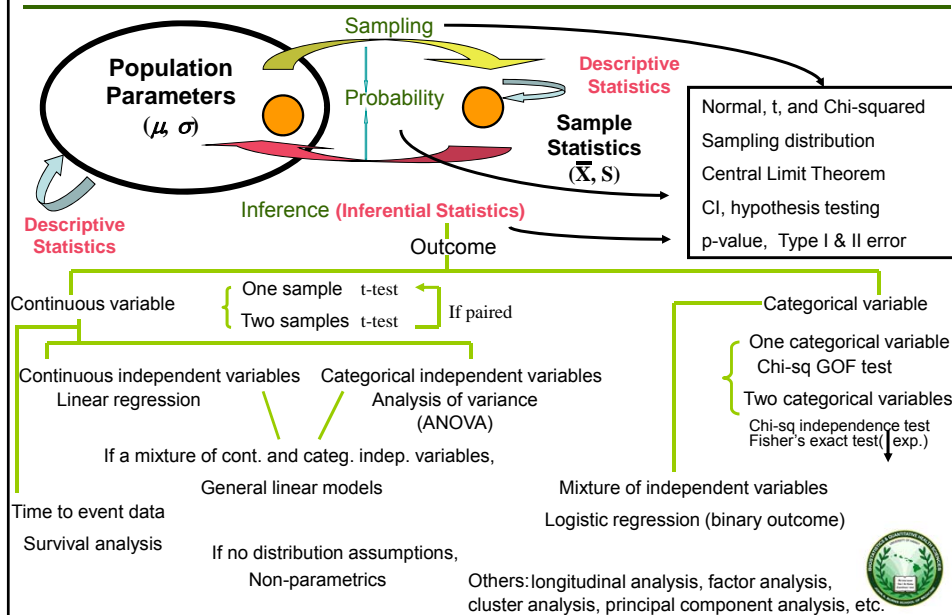 Sampling
Population
Parameters
(μ, σ)
Probability
Descriptive
Statistics
Sample
Statistics
(X̅, S)
Normal, t, and Chi-squared
Sampling distribution
Central Limit Theorem
CI, hypothesis testing
p-value, Type I & II error
Descriptive
Statistics
Inference (Inferential Statistics)
Outcome
Continuous variable
One sample t-test
Two samples t-test
If paired
Categorical variable
One categorical variable
Chi-sq GOF test
Two categorical variables
Chi-sq independence test
Fisher's exact test( exp.)
Continuous independent variables
Linear regression
Categorical independent variables
Analysis of variance
(ANOVA)
If a mixture of cont. and categ. indep. variables,
General linear models
Mixture of independent variables
Logistic regression (binary outcome)
Time to event data
Survival analysis
If no distribution assumptions,
Non-parametrics
Others: longitudinal analysis, factor analysis,
cluster analysis, principal component analysis, etc.